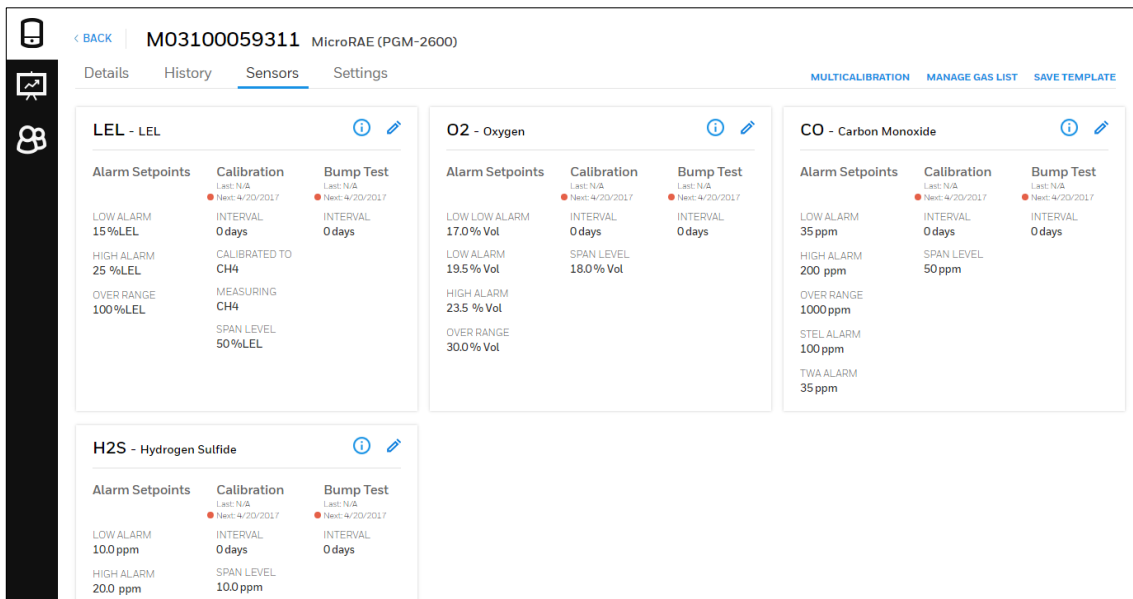 < BACK
M03100059311 MicroRAE (PGM-2600)
Details History Sensors Settings
MULTICALIBRATION MANAGE GAS LIST SAVE TEMPLATE
LEL - LEL
Alarm Setpoints
LOW ALARM
15 %LEL
HIGH ALARM
25 %LEL
OVER RANGE
100 %LEL
Calibration
Last: N/A
Next: 4/20/2017
INTERVAL
0 days
CALIBRATED TO
CH4
MEASURING
CH4
SPAN LEVEL
50 %LEL
Bump Test
Last: N/A
Next: 4/20/2017
INTERVAL
0 days
O2 - Oxygen
Alarm Setpoints
LOW LOW ALARM
17.0 % Vol
LOW ALARM
19.5 % Vol
HIGH ALARM
23.5 % Vol
OVER RANGE
30.0 % Vol
Calibration
Last: N/A
Next: 4/20/2017
INTERVAL
0 days
SPAN LEVEL
18.0 % Vol
Bump Test
Last: N/A
Next: 4/20/2017
INTERVAL
0 days
CO - Carbon Monoxide
Alarm Setpoints
LOW ALARM
35 ppm
HIGH ALARM
200 ppm
OVER RANGE
1000 ppm
STEL ALARM
100 ppm
TWA ALARM
35 ppm
Calibration
Last: N/A
Next: 4/20/2017
INTERVAL
0 days
SPAN LEVEL
50 ppm
Bump Test
Last: N/A
Next: 4/20/2017
INTERVAL
0 days
H2S - Hydrogen Sulfide
Alarm Setpoints
LOW ALARM
10.0 ppm
HIGH ALARM
20.0 ppm
Calibration
Last: N/A
Next: 4/20/2017
INTERVAL
0 days
SPAN LEVEL
10.0 ppm
Bump Test
Last: N/A
Next: 4/20/2017
INTERVAL
0 days